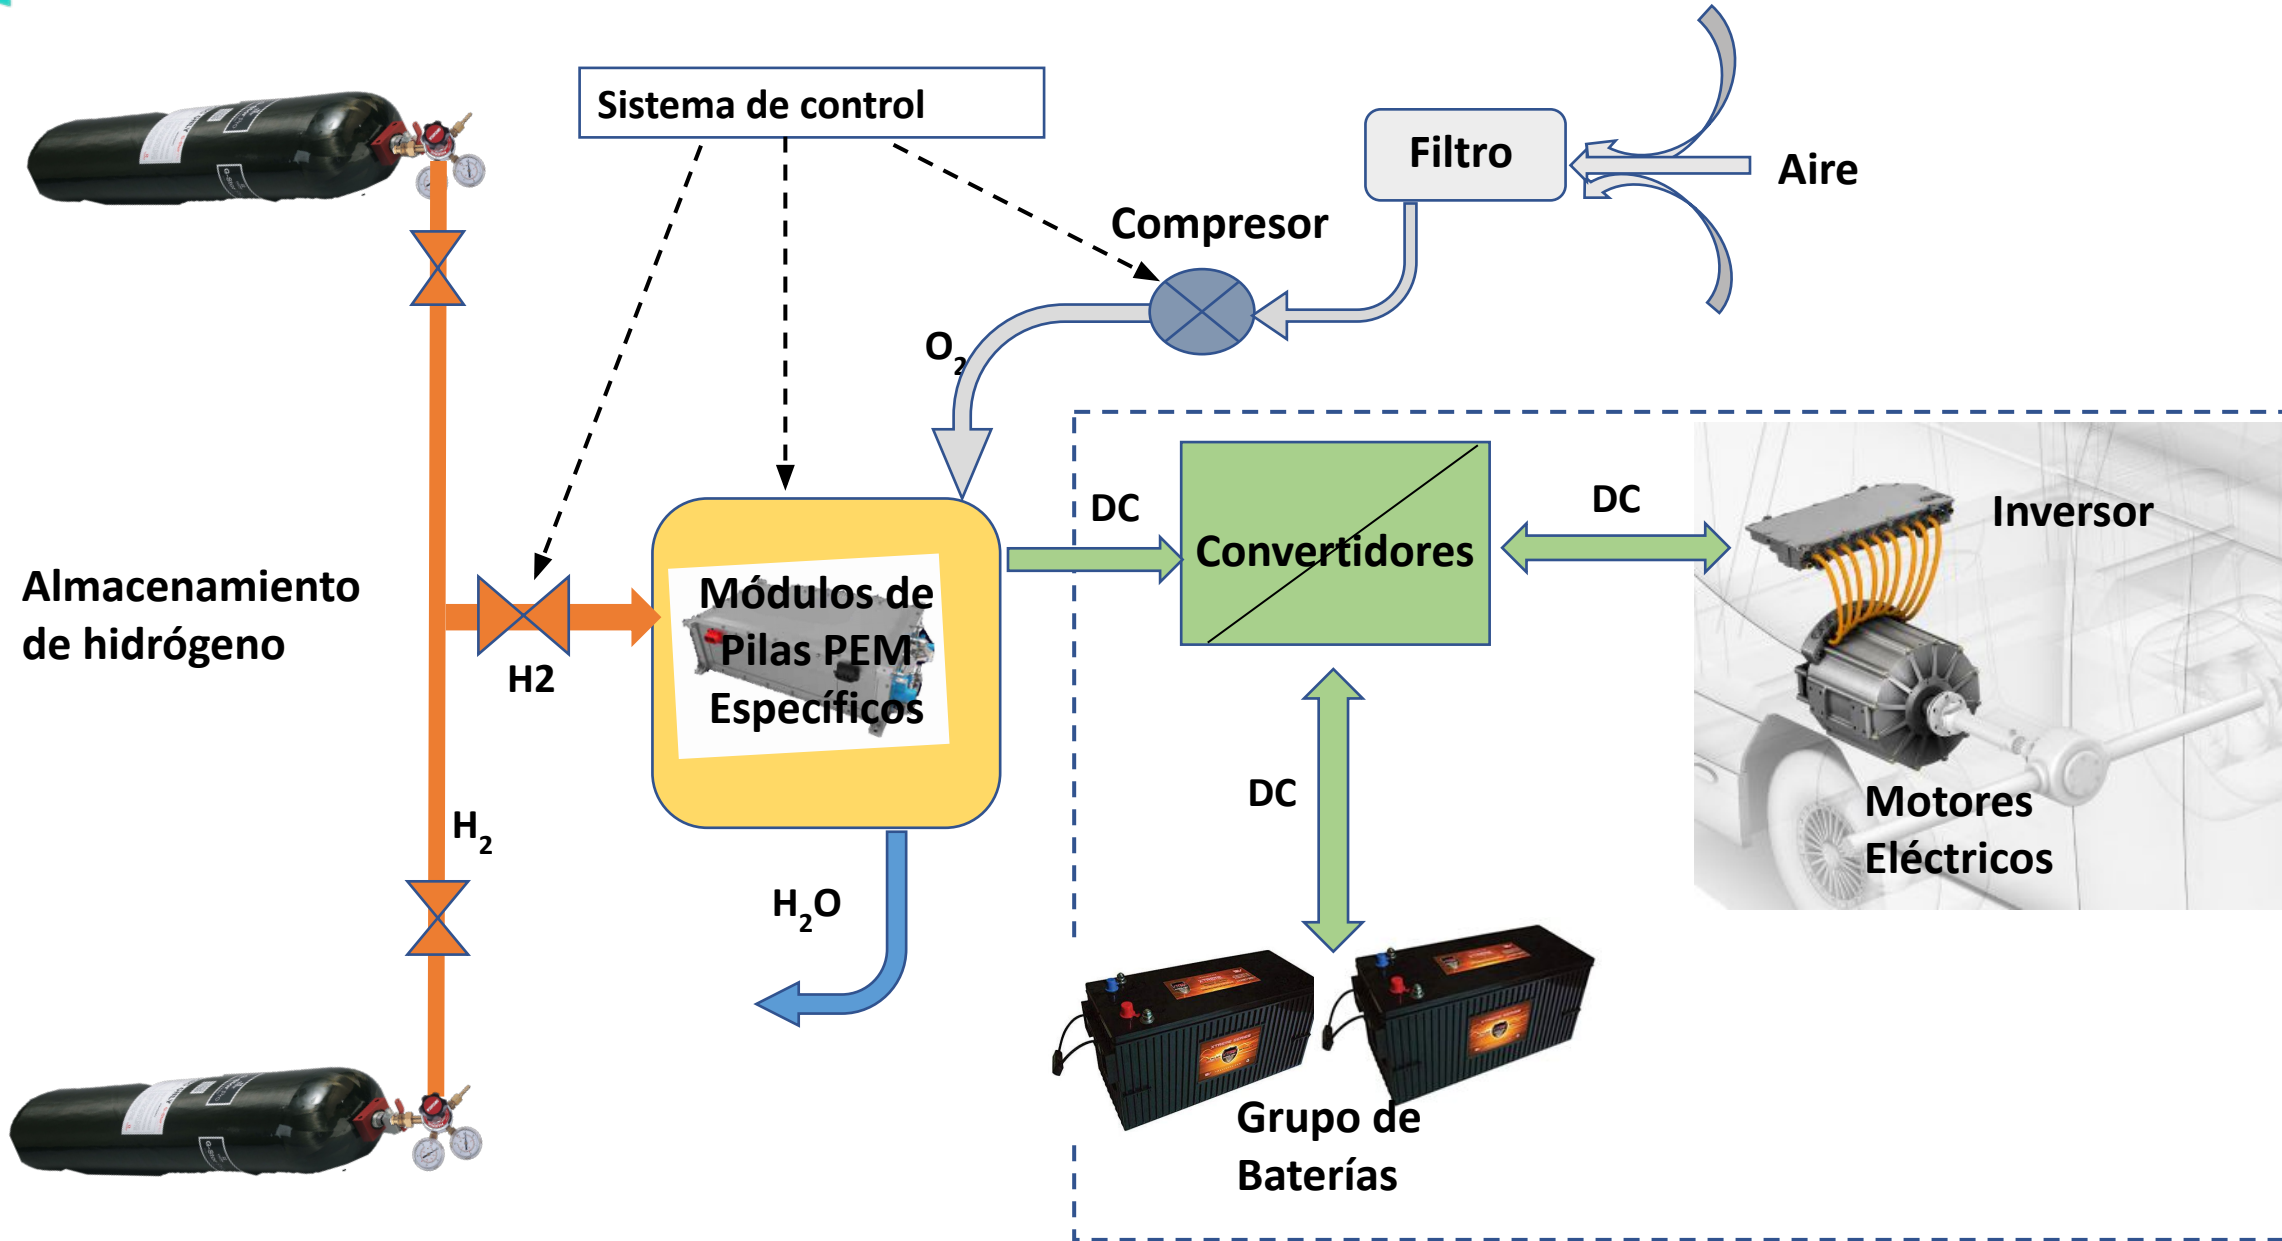 Sistema de control
Filtro
Aire
Compresor
O2
DC
Convertidores
DC
Inversor
Almacenamiento
de hidrógeno
H2
Módulos de
Pilas PEM
Específicos
Motores
Eléctricos
DC
H2
H2O
Grupo de
Baterías